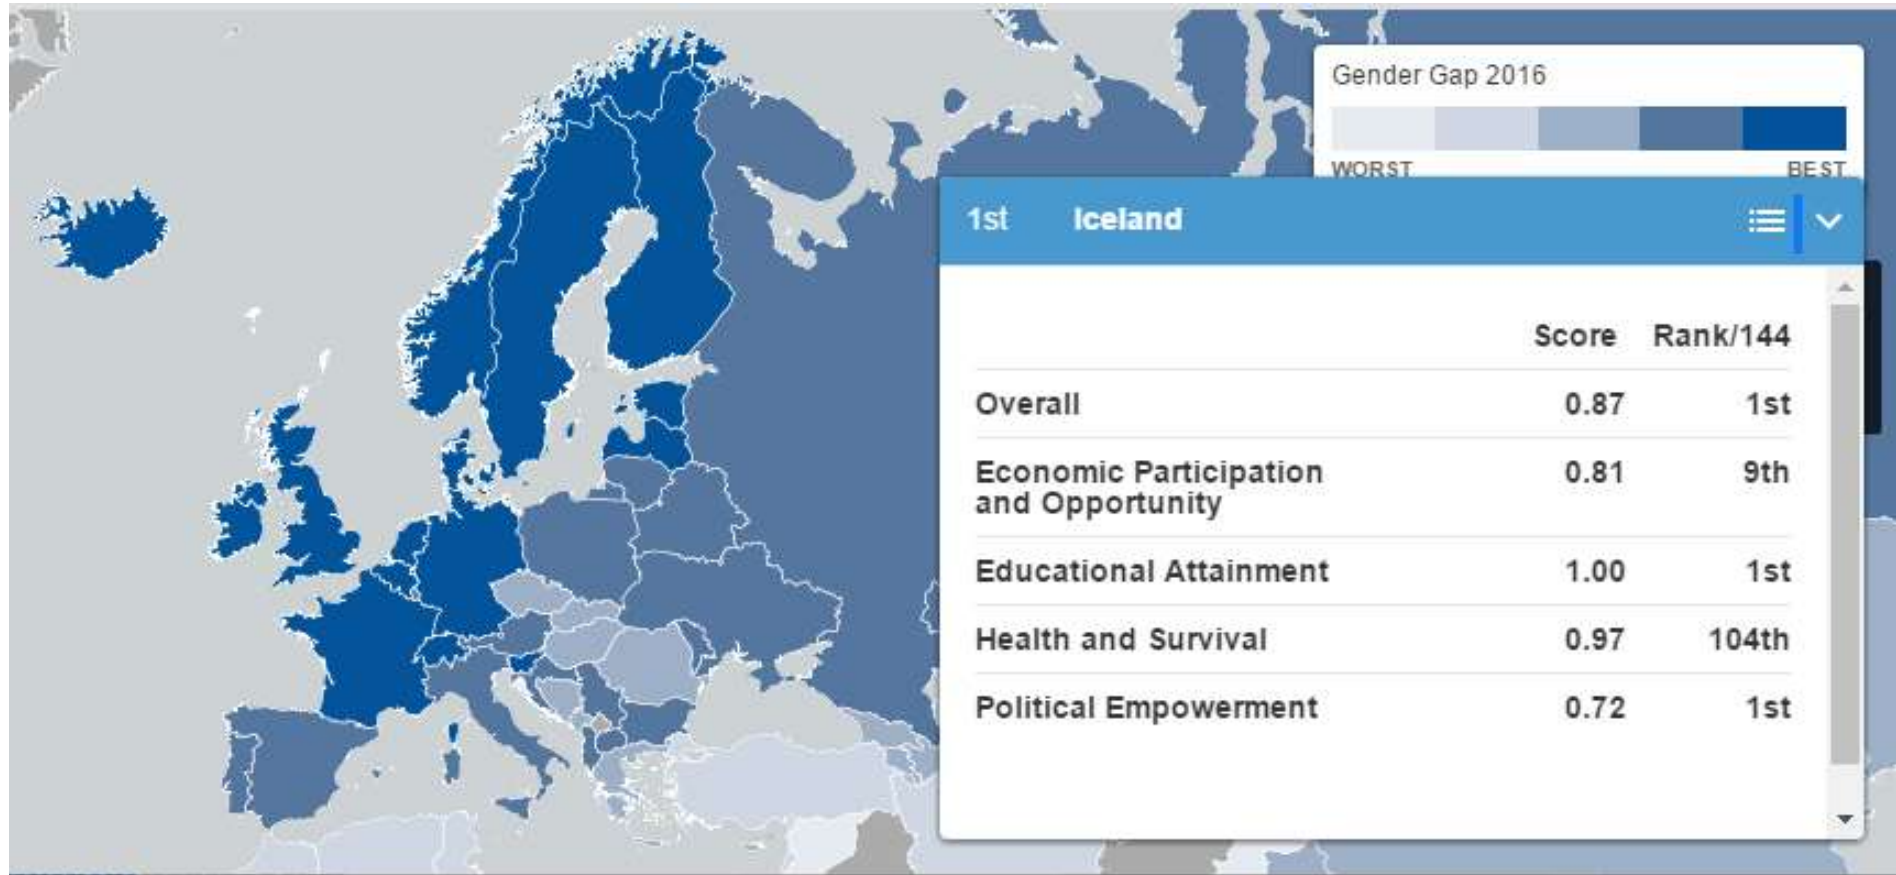 Gender Gap 2016
WORST BEST
1st Iceland
Score Rank/144
Overall 0.87 1st
Economic Participation 0.81 9th
and Opportunity
Educational Attainment 1.00 1st
Health and Survival 0.97 104th
Political Empowerment 0.72 1st